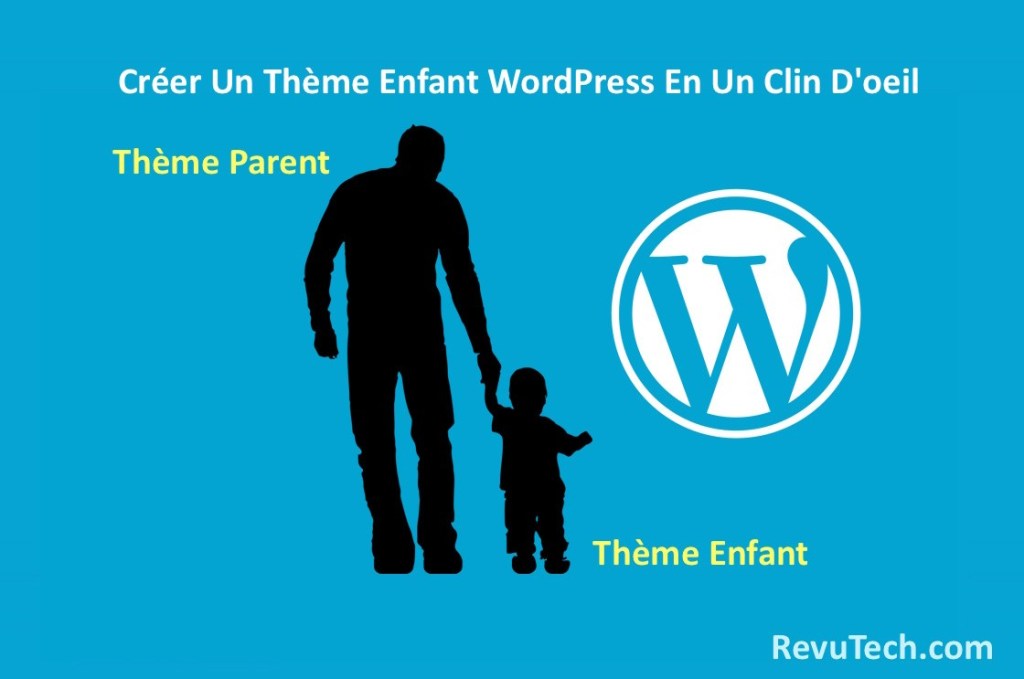 Créer Un Thème Enfant WordPress En Un Clin D'oeil
Thème Parent
W
Thème Enfant
RevuTech.com